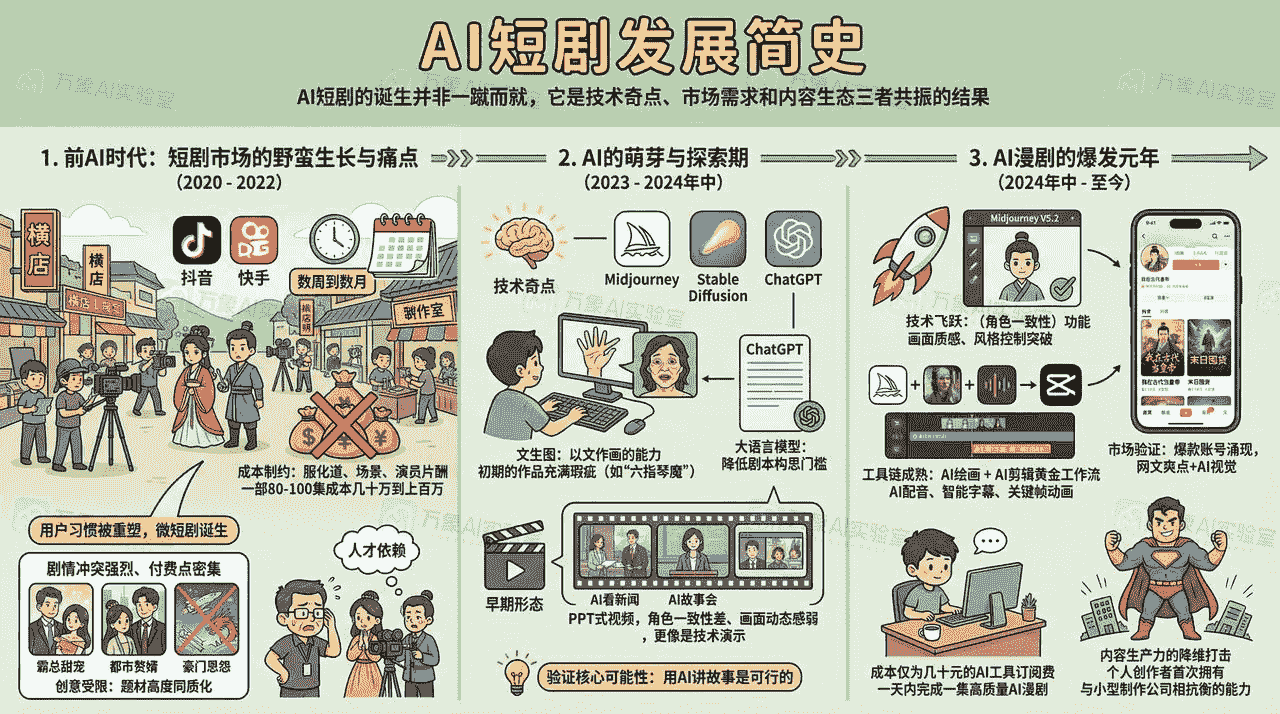 AI短剧发展简史
AI短剧的诞生并非一蹴而就，它是技术奇点、市场需求和内容生态三者共振的结果
万象AI实验室
1. 前AI时代：短剧市场的野蛮生长与痛点
（2020 - 2022）
横店
横店
抖音
快手
数周到数月
制作室
成本制约：服化道、场景、演员片酬
一部80-100集成本几十万到上百万
用户习惯被重塑，微短剧诞生
剧情冲突强烈、付费点密集
霸总甜宠
都市赘婿
豪门恩怨
创意受限：题材高度同质化
人才依赖
2. AI的萌芽与探索期
（2023 - 2024年中）
技术奇点
Midjourney
Stable
Diffusion
ChatGPT
ChatGPT
文生图：以文作画的能力
初期的作品充满瑕疵（如“六指琴魔”）
大语言模型：
降低剧本构思门槛
早期形态
AI看新闻
AI故事会
PPT式视频，角色一致性差、画面动态感弱
，更像是技术演示
验证核心可能性：用AI讲故事是可行的
3. AI漫剧的爆发元年
（2024年中 - 至今）
Midjourney V5.2
技术飞跃：（角色一致性）功能
画面质感、风格控制突破
工具链成熟：AI绘画 + AI剪辑黄金工作流
AI配音、智能字幕、关键帧动画
9:41
我在古代当皇帝
末日囤货
末日囤货
市场验证：爆款账号涌现，
网文爽点+AI视觉
成本仅为几十元的AI工具订阅费
一天内完成一集高质量AI漫剧
内容生产力的降维打击
个人创作者首次拥有
与小型制作公司相抗衡的能力